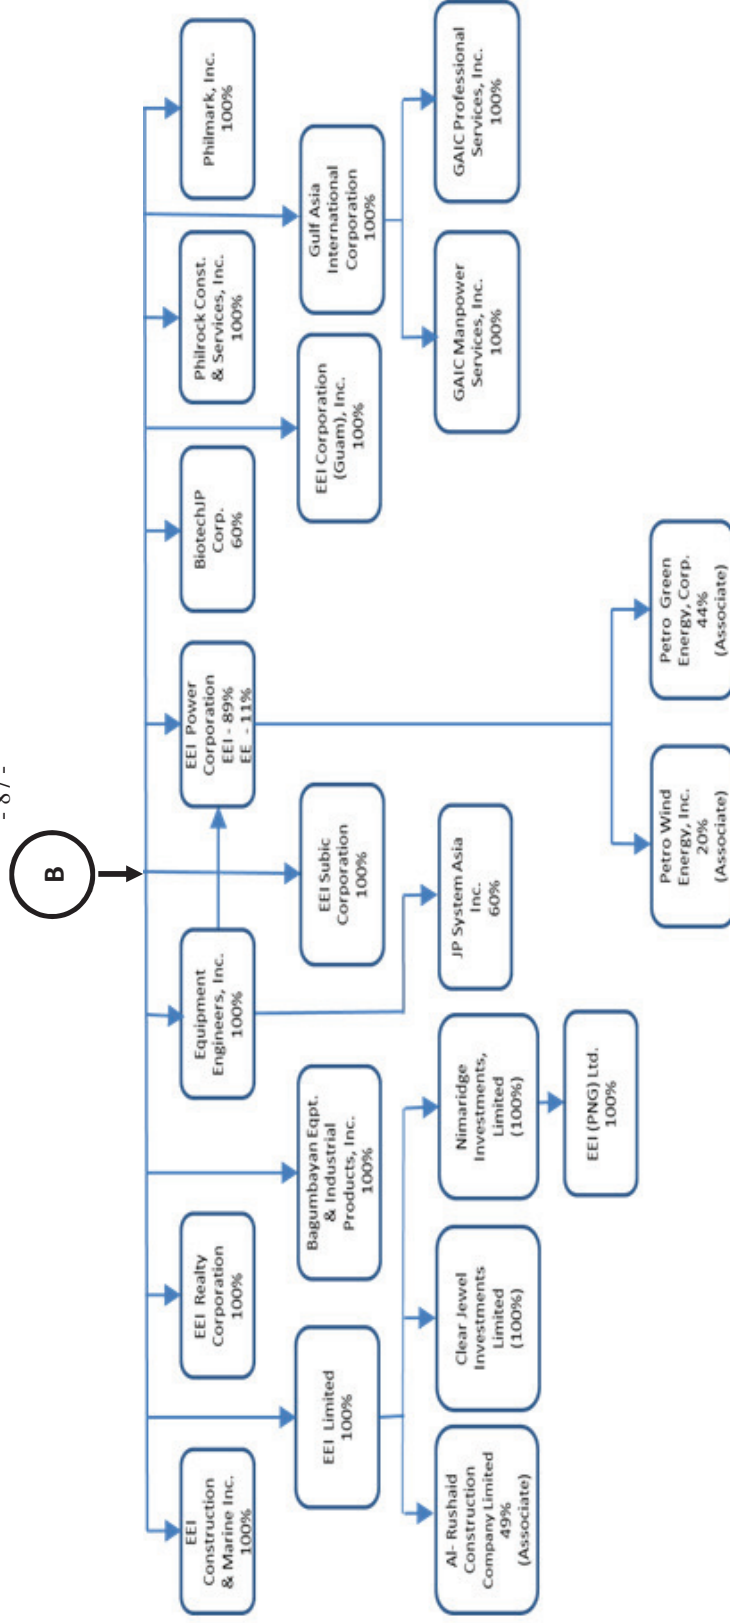 - 87 -
B
EEI
Construction
& Marine Inc.
100%
EEI Realty
Corporation
100%
Equipment
Engineers, Inc.
100%
EEI Power
Corporation
EEI - 89%
EE - 11%
BiotechJP
Corp.
60%
Philrock Const.
& Services, Inc.
100%
Philmark, Inc.
100%
EEI Limited
100%
Bagumbayan Eqpt.
& Industrial
Products, Inc.
100%
EEI Subic
Corporation
100%
EEI Corporation
(Guam), Inc.
100%
Gulf Asia
International
Corporation
100%
Al- Rushaid
Construction
Company Limited
49%
(Associate)
Clear Jewel
Investments
Limited
(100%)
Nimaridge
Investments,
Limited
(100%)
JP System Asia
Inc.
60%
GAIC Manpower
Services, Inc.
100%
GAIC Professional
Services, Inc.
100%
EEI (PNG) Ltd.
100%
Petro Wind
Energy, Inc.
20%
(Associate)
Petro Green
Energy, Corp.
44%
(Associate)